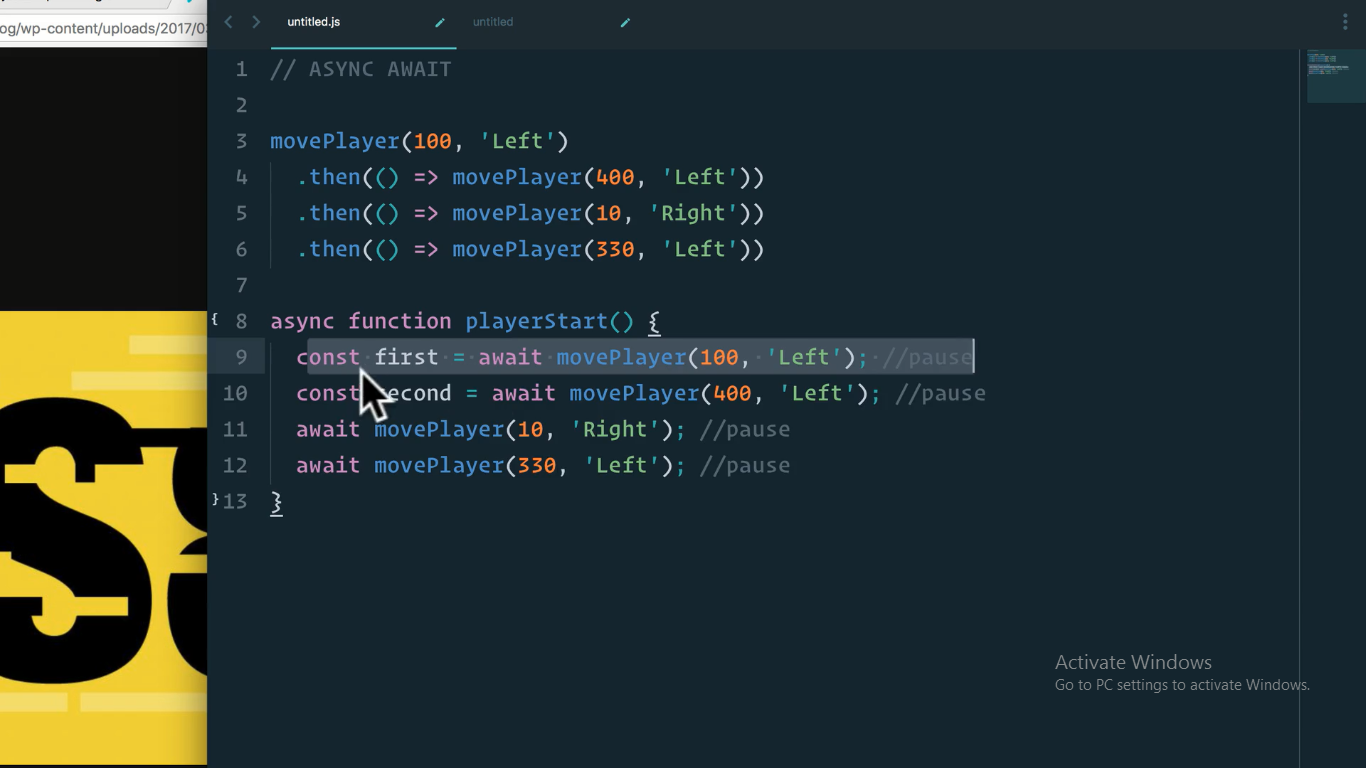 og/wp-content/uploads/2017/0
untitled.js
untitled
1 // ASYNC AWAIT
2
3 movePlayer(100, 'Left')
4 .then(() => movePlayer(400, 'Left'))
5 .then(() => movePlayer(10, 'Right'))
6 .then(() => movePlayer(330, 'Left'))
7
{ 8 async function playerStart() {
9 const first = await movePlayer(100, 'Left'); //pause
10 const second = await movePlayer(400, 'Left'); //pause
11 await movePlayer(10, 'Right'); //pause
12 await movePlayer(330, 'Left'); //pause
} 13 }
Activate Windows
Go to PC settings to activate Windows.